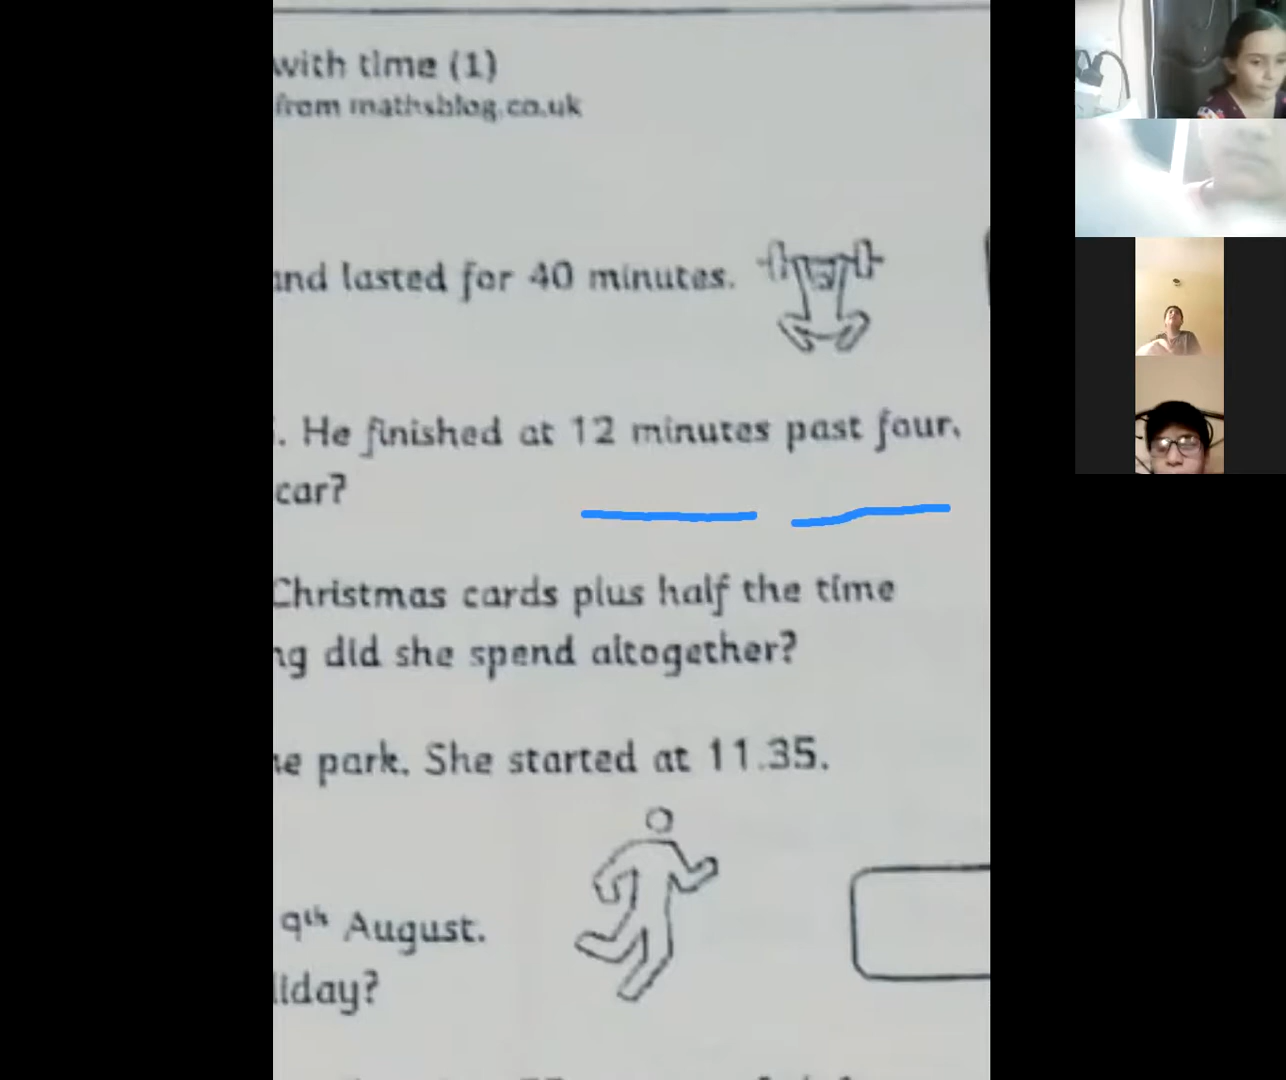 with time (1)
from mathsblog.co.uk
and lasted for 40 minutes.
. He finished at 12 minutes past four.
car?
Christmas cards plus half the time
ng did she spend altogether?
he park. She started at 11.35.
9th August.
liday?